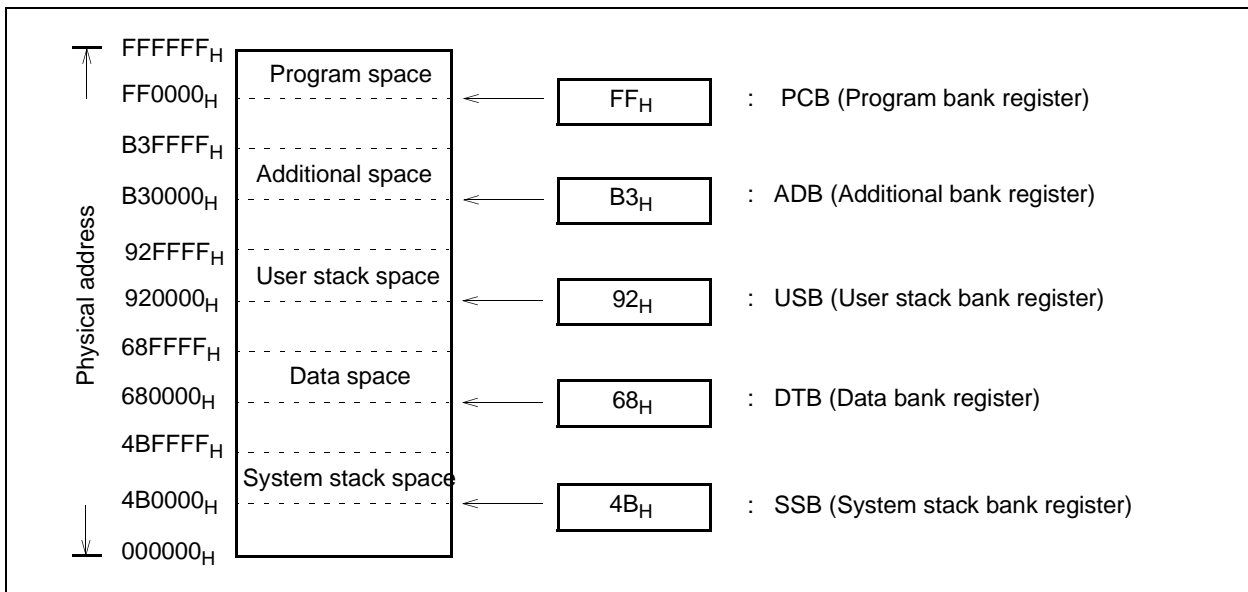 FFFFFFH
Program space
FF0000H
FFH : PCB (Program bank register)
B3FFFFH
Additional space
B30000H
B3H : ADB (Additional bank register)
92FFFFH
User stack space
920000H
92H : USB (User stack bank register)
68FFFFH
Data space
680000H
68H : DTB (Data bank register)
4BFFFFH
System stack space
4B0000H
4BH : SSB (System stack bank register)
000000H
Physical address